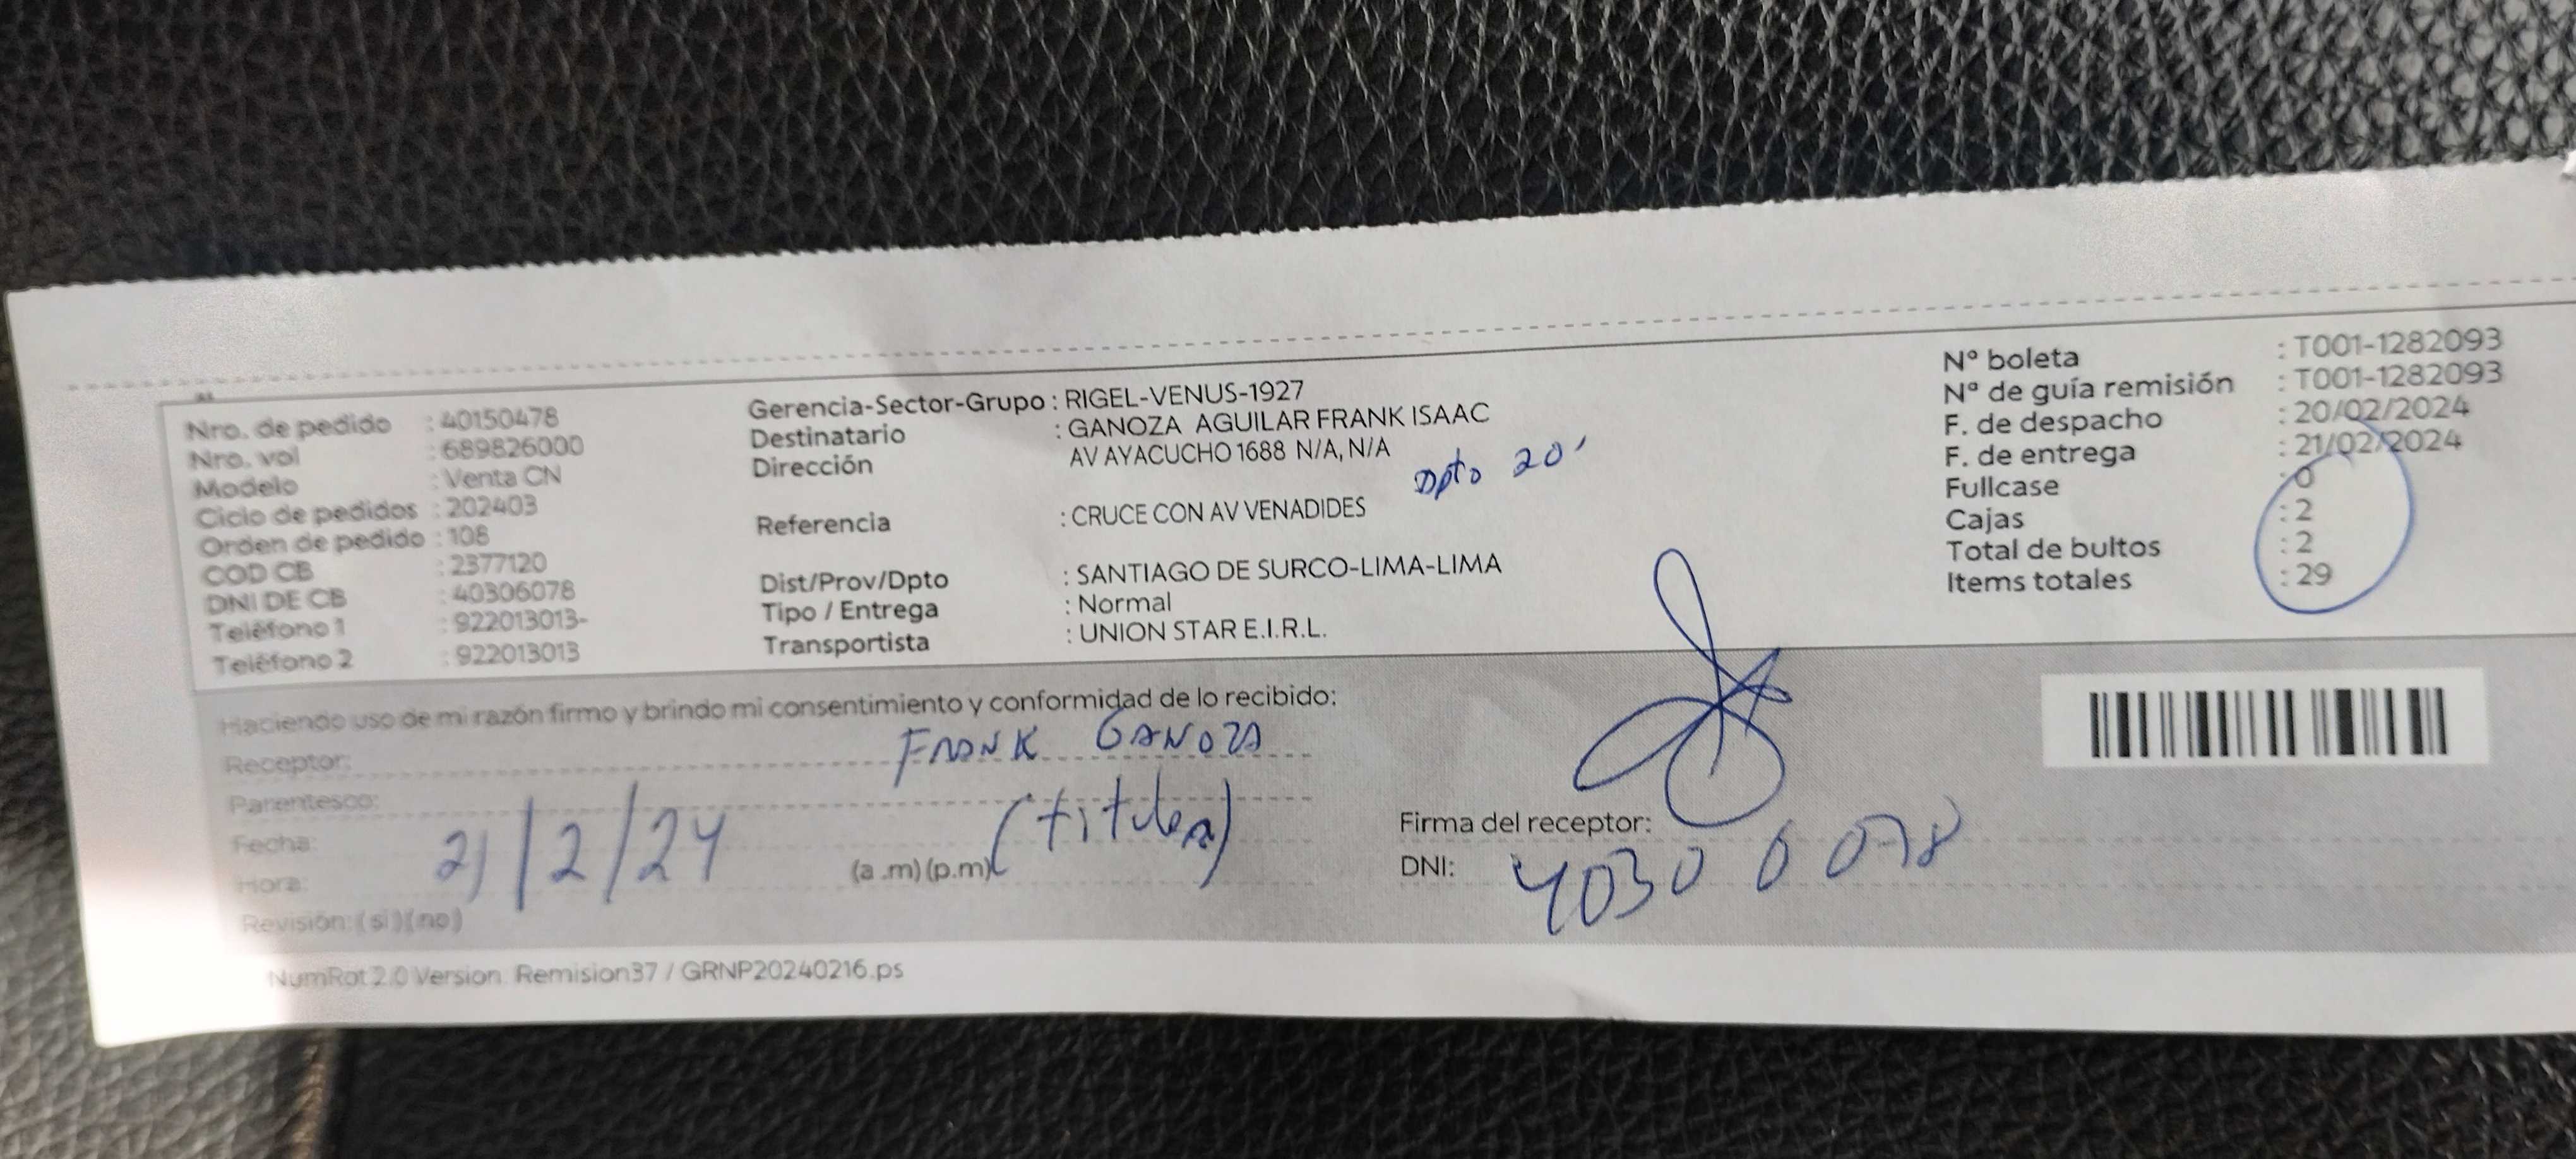 Nro. de pedido : 40150478
Nro. vol : 689826000
Modelo : Venta CN
Ciclo de pedidos : 202403
Orden de pedido : 108
COD CB : 2377120
DNI DE CB : 40306078
Teléfono 1 : 922013013-
Teléfono 2 : 922013013
Gerencia-Sector-Grupo : RIGEL-VENUS-1927
Destinatario : GANOZA AGUILAR FRANK ISAAC
Dirección AV AYACUCHO 1688 N/A, N/A
Dpto 20
Referencia : CRUCE CON AV VENADIDES
Dist/Prov/Dpto : SANTIAGO DE SURCO-LIMA-LIMA
Tipo / Entrega : Normal
Transportista : UNION STAR E.I.R.L.
Nº boleta : T001-1282093
Nº de guía remisión : T001-1282093
F. de despacho : 20/02/2024
F. de entrega : 21/02/2024
Fullcase : 0
Cajas : 2
Total de bultos : 2
Items totales : 29
Haciendo uso de mi razón firmo y brindo mi consentimiento y conformidad de lo recibido:
Receptor: FRANK GANOZA
Parentesco: (titular)
Fecha: 21/2/24
Hora: (a .m) (p.m)
Revisión: (si) (no)
Firma del receptor:
DNI: 40306078
NumRot 2.0 Version: Remision37 / GRNP20240216.ps